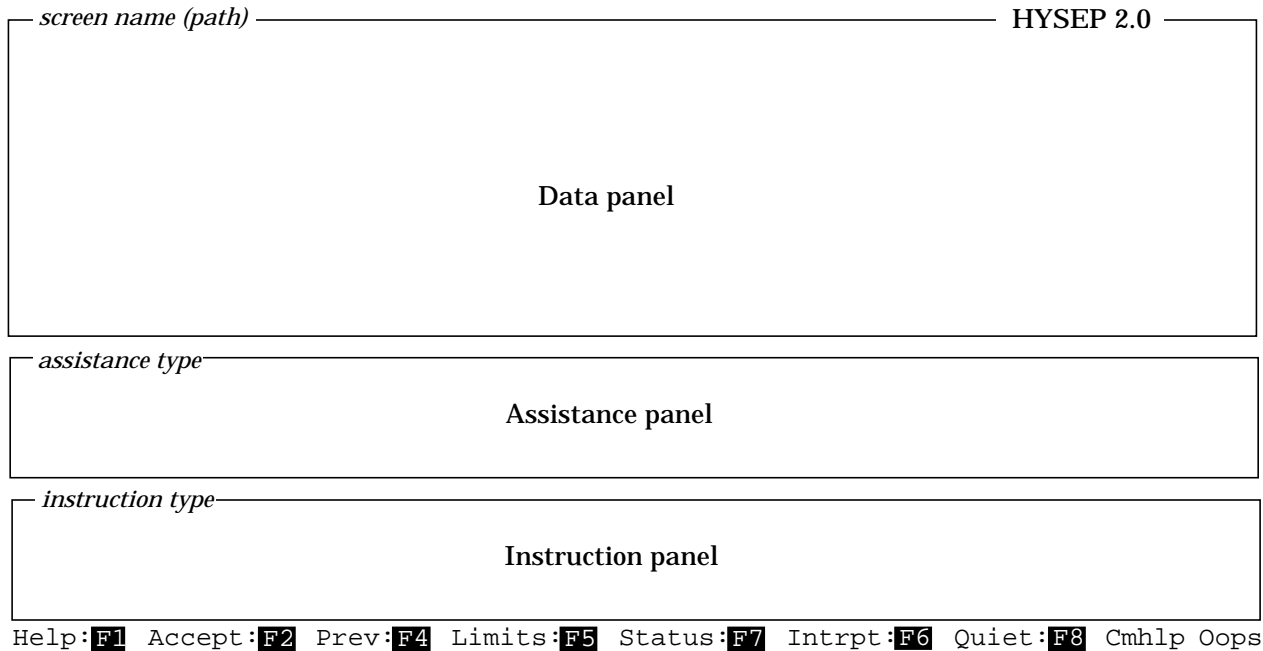 screen name (path) HYSEP 2.0
Data panel
assistance type
Assistance panel
instruction type
Instruction panel
Help:F1 Accept:F2 Prev:F4 Limits:F5 Status:F7 Intrpt:F6 Quiet:F8 Cmhlp Oops